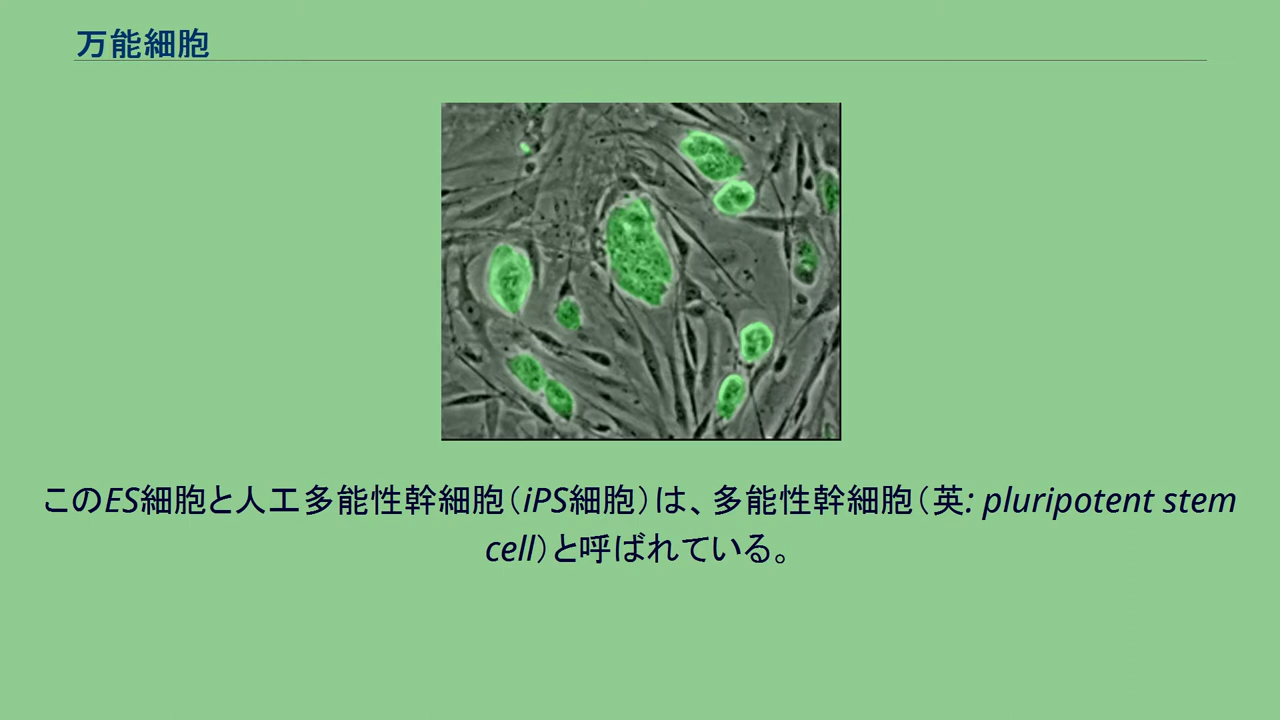 万能細胞
このES細胞と人工多能性幹細胞（iPS細胞）は、多能性幹細胞（英: pluripotent stem
cell）と呼ばれている。